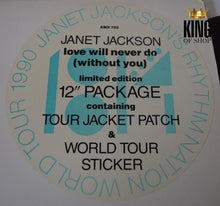 AMX 700
JANET JACKSON
love will never do
(without you)
limited edition
12" PACKAGE
containing
TOUR JACKET PATCH
&
WORLD TOUR
STICKER
JANET JACKSON'S RHYTHM NATION WORLD TOUR 1990
1814
KING
OF SHOP